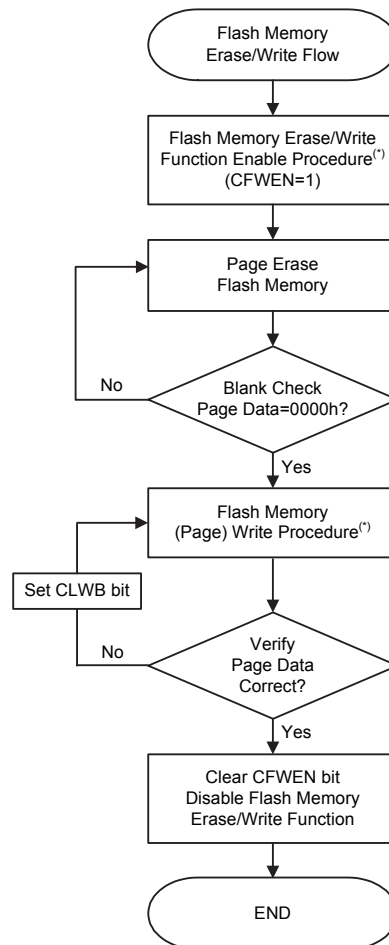 Flash Memory
Erase/Write Flow
Flash Memory Erase/Write
Function Enable Procedure(*)
(CFWEN=1)
Page Erase
Flash Memory
Blank Check
Page Data=0000h?
No
Yes
Flash Memory
(Page) Write Procedure(*)
Set CLWB bit
Verify
Page Data
Correct?
No
Yes
Clear CFWEN bit
Disable Flash Memory
Erase/Write Function
END